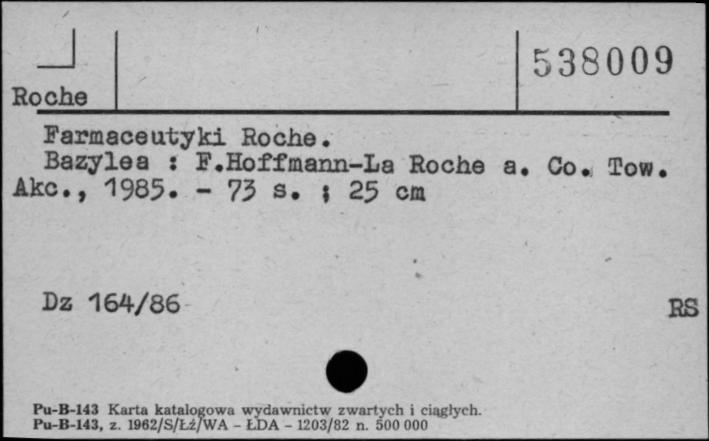 538009
Roche
Farmaceutyki Roche.
Bazylea : F.Hoffmann-La Roche a. Co. Tow.
Akc., 1985. - 73 s. ; 25 cm
Dz 164/86
RS
Pu-B-143 Karta katalogowa wydawnictw zwartych i ciągłych.
Pu-B-143, z. 1962/S/Łź/WA - ŁDA - 1203/82 n. 500 000